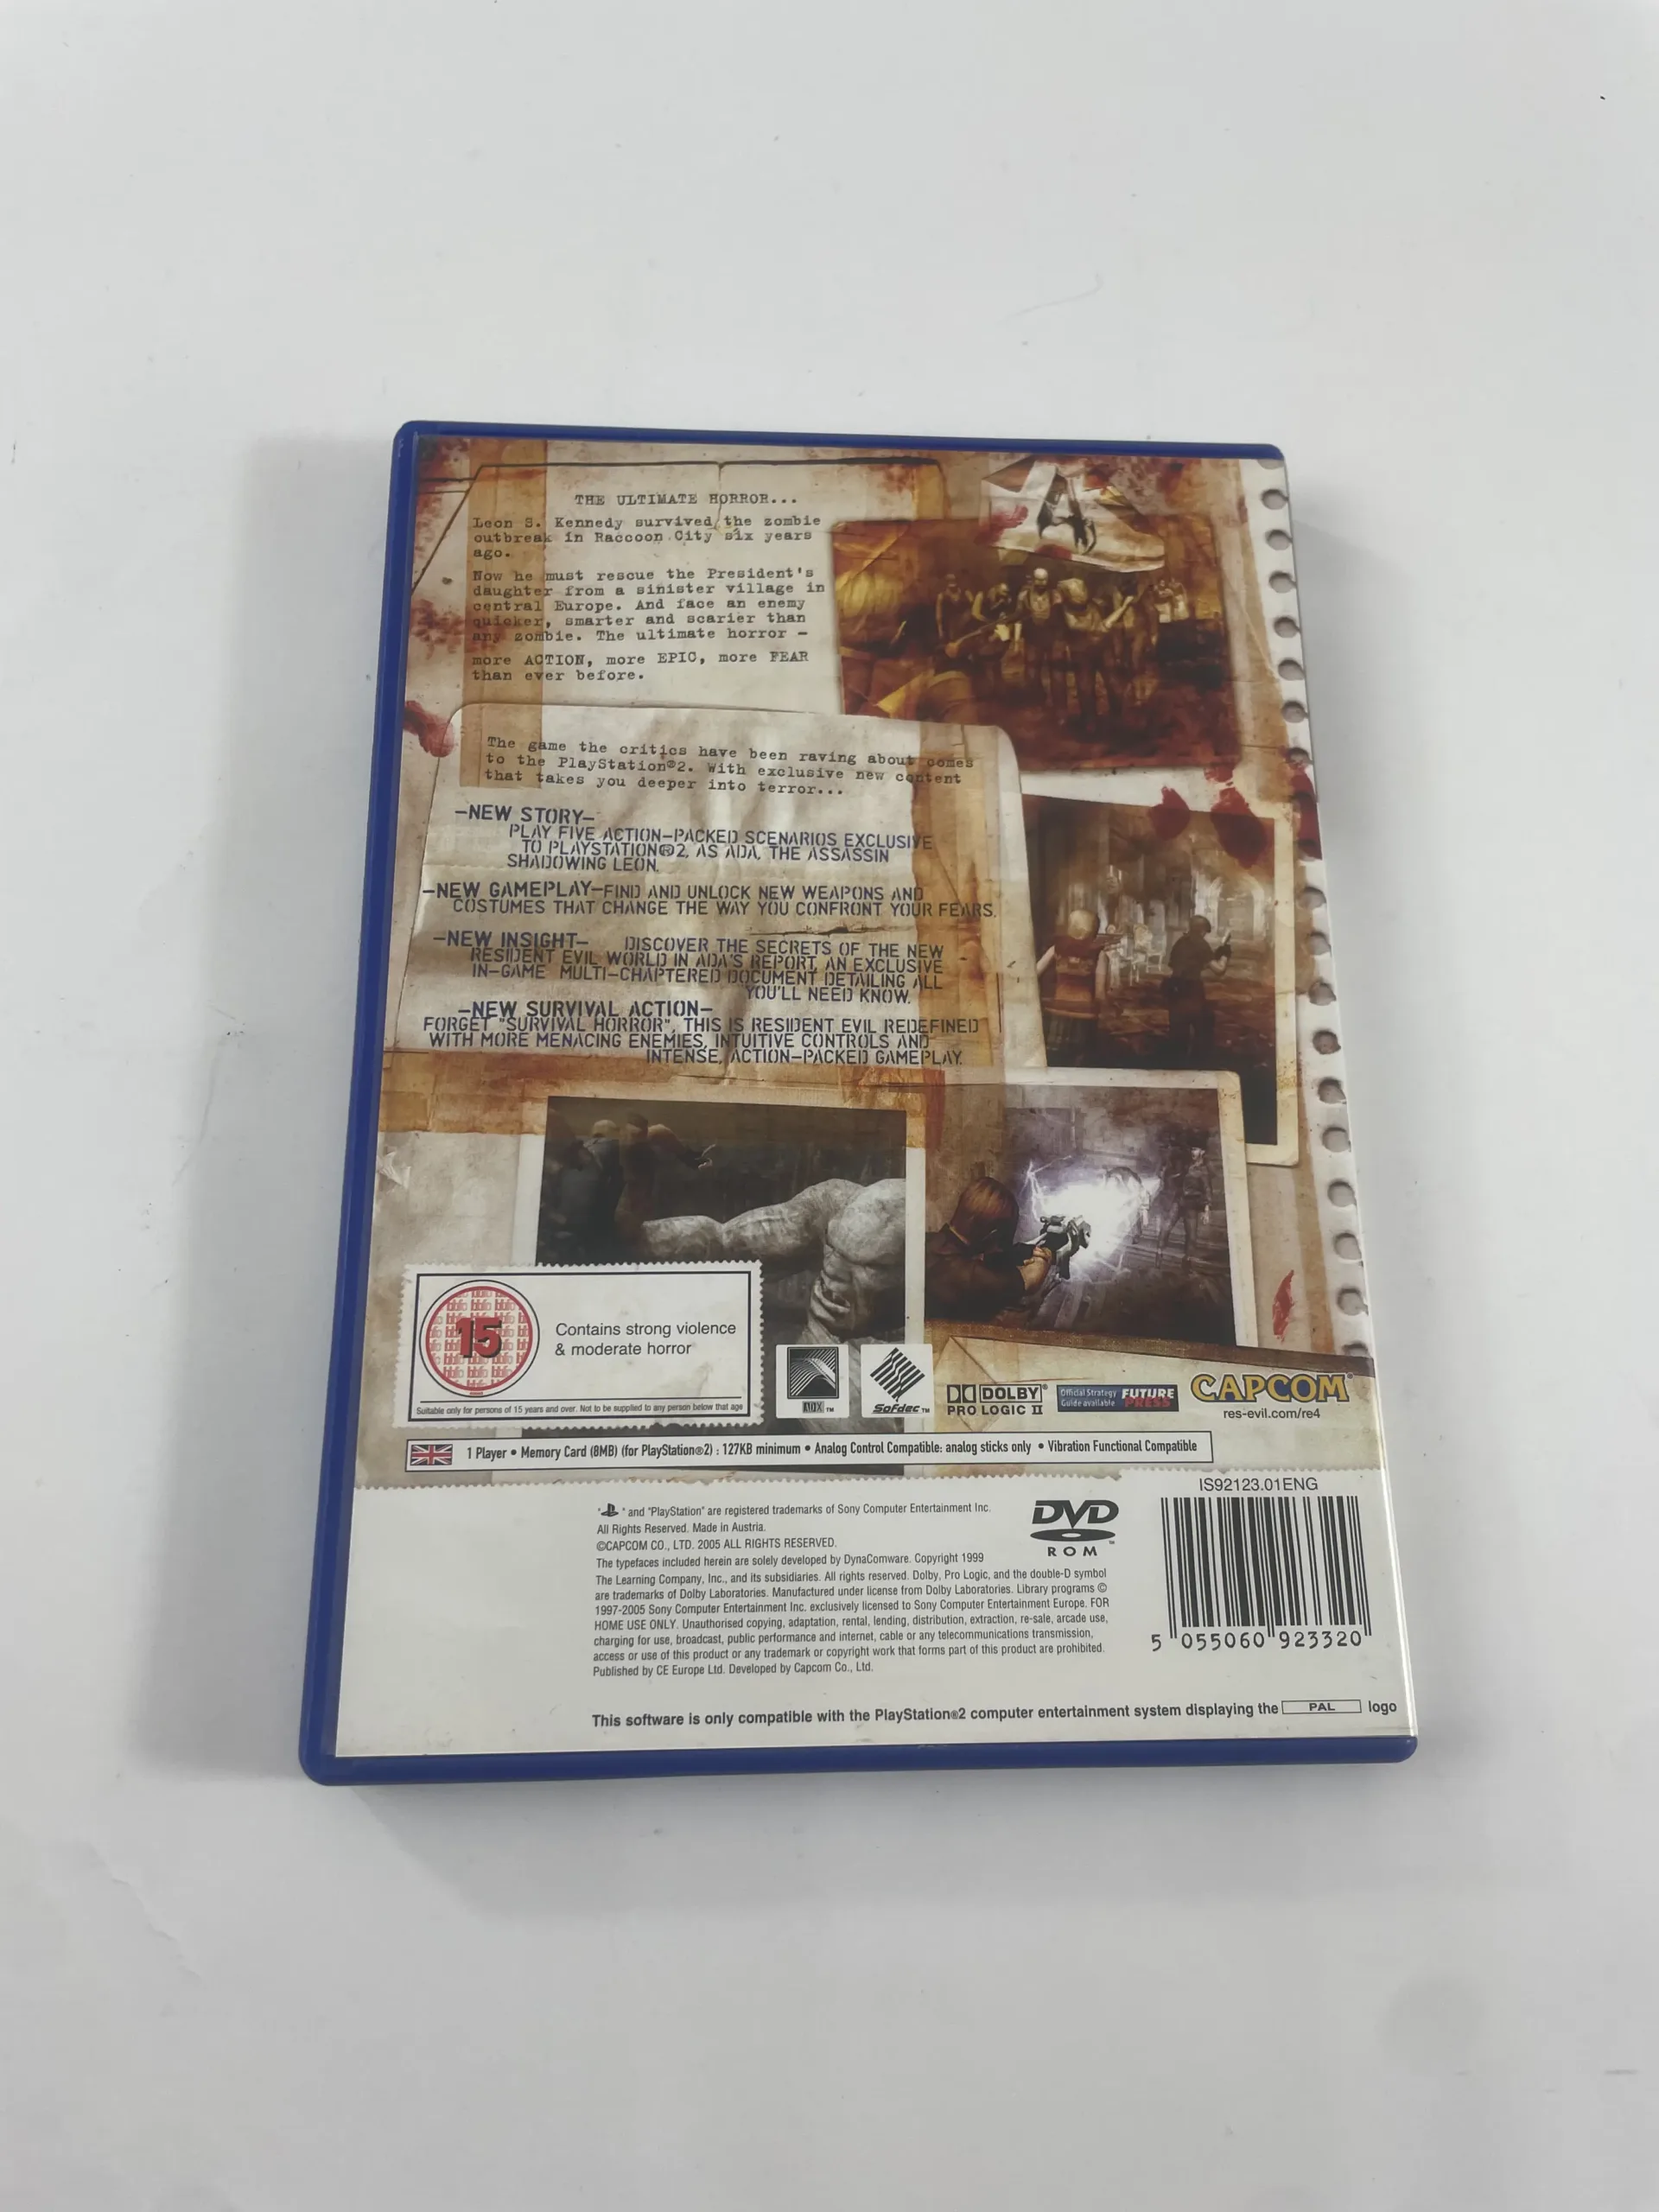 THE ULTIMATE HORROR...
Leon S. Kennedy survived the zombie
outbreak in Raccoon City six years
ago.
Now he must rescue the President's
daughter from a sinister village in
central Europe. And face an enemy
quicker, smarter and scarier than
any zombie. The ultimate horror –
more ACTION, more EPIC, more FEAR
than ever before.
The game the critics have been raving about comes
to the PlayStation®2. With exclusive new content
that takes you deeper into terror...
–NEW STORY–
PLAY FIVE ACTION–PACKED SCENARIOS EXCLUSIVE
TO PLAYSTATION®2, AS ADA, THE ASSASSIN
SHADOWING LEON.
–NEW GAMEPLAY–FIND AND UNLOCK NEW WEAPONS AND
COSTUMES THAT CHANGE THE WAY YOU CONFRONT YOUR FEARS.
–NEW INSIGHT– DISCOVER THE SECRETS OF THE NEW
RESIDENT EVIL WORLD IN ADA'S REPORT, AN EXCLUSIVE
IN–GAME MULTI–CHAPTERED DOCUMENT DETAILING ALL
YOU'LL NEED KNOW.
–NEW SURVIVAL ACTION–
FORGET "SURVIVAL HORROR", THIS IS RESIDENT EVIL REDEFINED
WITH MORE MENACING ENEMIES, INTUITIVE CONTROLS AND
INTENSE, ACTION–PACKED GAMEPLAY.
15
Contains strong violence
& moderate horror
Suitable only for persons of 15 years and over. Not to be supplied to any person below that age
ADX™
Sofdec™
DOLBY®
PRO LOGIC II
Official Strategy
Guide available
FUTURE
PRESS
CAPCOM®
res-evil.com/re4
1 Player • Memory Card (8MB) (for PlayStation®2) : 127KB minimum • Analog Control Compatible: analog sticks only • Vibration Functional Compatible
IS92123.01ENG
" " and "PlayStation" are registered trademarks of Sony Computer Entertainment Inc.
All Rights Reserved. Made in Austria.
©CAPCOM CO., LTD. 2005 ALL RIGHTS RESERVED.
The typefaces included herein are solely developed by DynaComware. Copyright 1999
The Learning Company, Inc., and its subsidiaries. All rights reserved. Dolby, Pro Logic, and the double-D symbol
are trademarks of Dolby Laboratories. Manufactured under license from Dolby Laboratories. Library programs ©
1997-2005 Sony Computer Entertainment Inc. exclusively licensed to Sony Computer Entertainment Europe. FOR
HOME USE ONLY. Unauthorised copying, adaptation, rental, lending, distribution, extraction, re-sale, arcade use,
charging for use, broadcast, public performance and internet, cable or any telecommunications transmission,
access or use of this product or any trademark or copyright work that forms part of this product are prohibited.
Published by CE Europe Ltd. Developed by Capcom Co., Ltd.
DVD
ROM
5 055060 923320
This software is only compatible with the PlayStation®2 computer entertainment system displaying the PAL logo